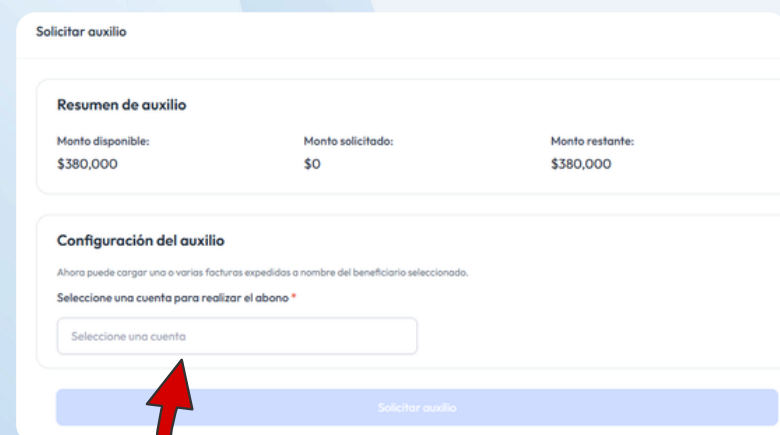 Solicitar auxilio
Resumen de auxilio
Monto disponible: Monto solicitado: Monto restante:
$380,000 $0 $380,000
Configuración del auxilio
Ahora puede cargar una o varias facturas expedidas a nombre del beneficiario seleccionado.
Seleccione una cuenta para realizar el abono *
Seleccione una cuenta
Solicitar auxilio